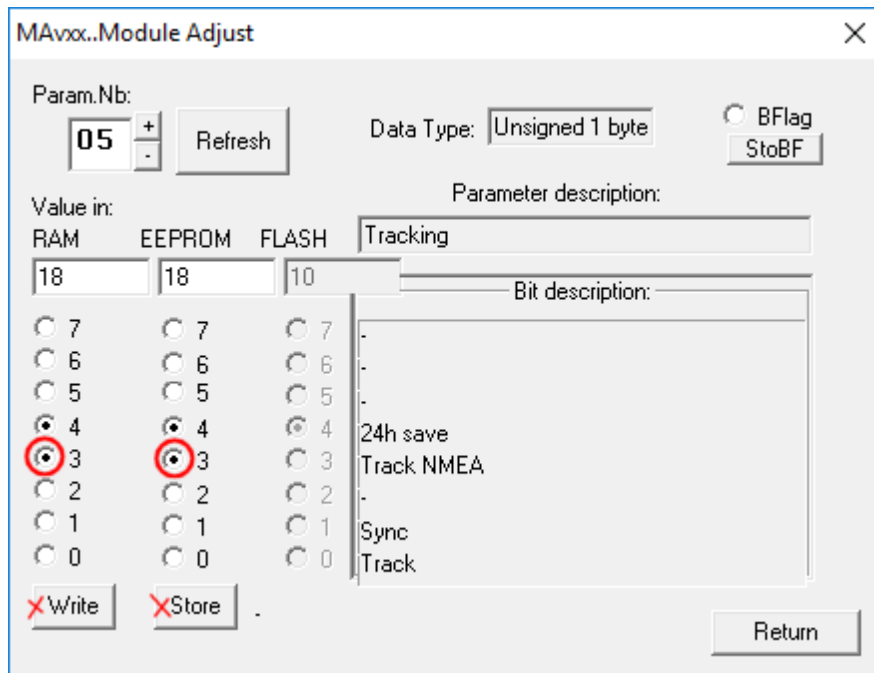 MAvxx..Module Adjust
Param.Nb:
05 + -
Refresh
Data Type: Unsigned 1 byte
BFlag
StoBF
Parameter description:
Tracking
Value in:
RAM EEPROM FLASH
18 18 10
Bit description:
7 7 7 -
6 6 6 -
5 5 5 -
4 4 4 24h save
3 3 3 Track NMEA
2 2 2 -
1 1 1 Sync
0 0 0 Track
Write Store -
Return